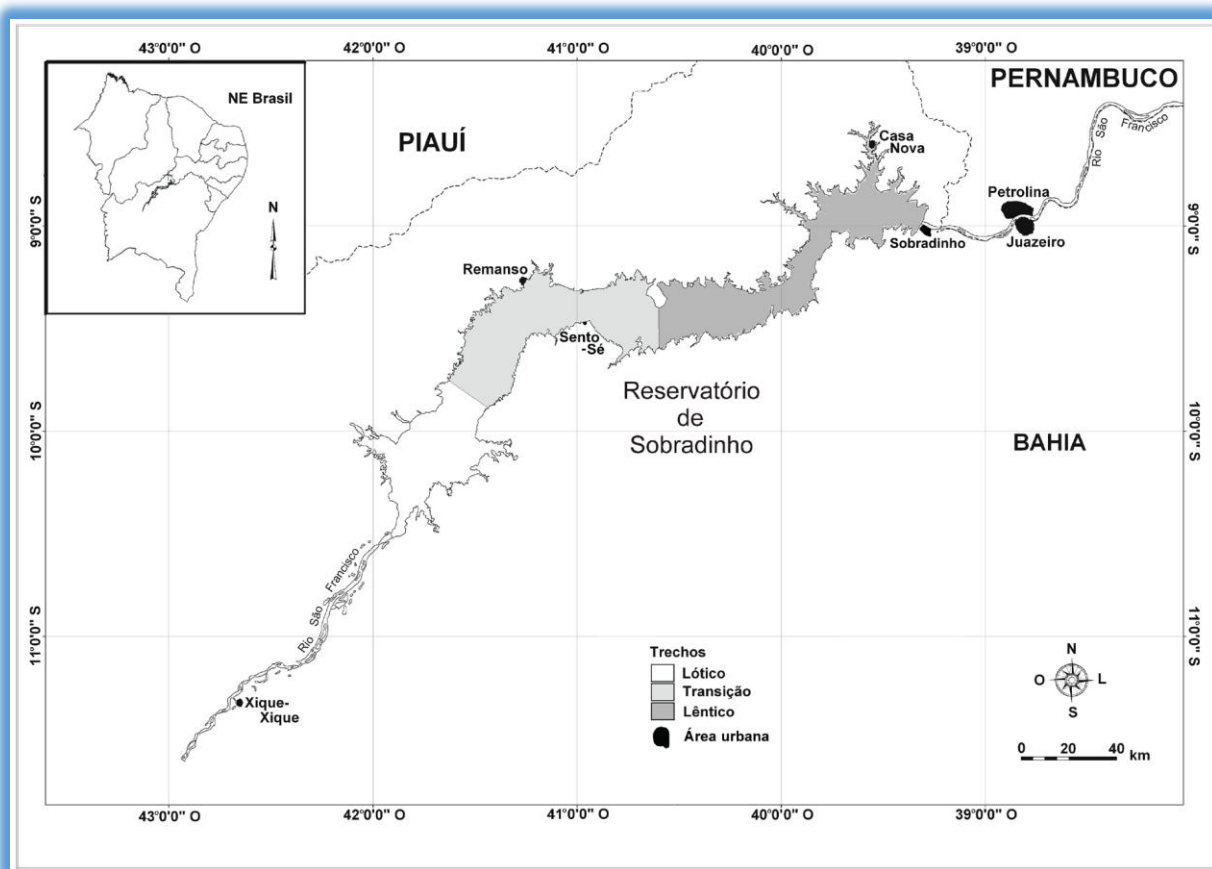 43°0'0" O 42°0'0" O 41°0'0" O 40°0'0" O 39°0'0" O
NE Brasil
N
PERNAMBUCO
PIAUÍ
Casa
Nova
Rio São Francisco
Petrolina
9°0'0" S
9°0'0" S
Sobradinho
Juazeiro
Remanso
Sento
-Sé
Reservatório
de
Sobradinho
10°0'0" S
BAHIA
10°0'0" S
Rio São Francisco
11°0'0" S
11°0'0" S
Trechos
Lótico
Transição
Lêntico
Área urbana
N
O L
S
Xique-
Xique
0 20 40 km
43°0'0" O 42°0'0" O 41°0'0" O 40°0'0" O 39°0'0" O